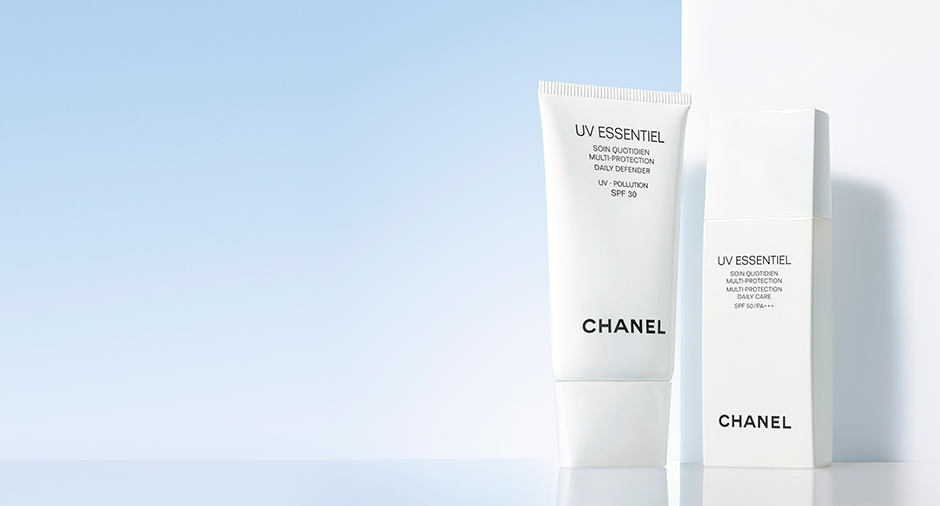 UV ESSENTIEL
SOIN QUOTIDIEN
MULTI-PROTECTION
DAILY DEFENDER
UV - POLLUTION
SPF 30
CHANEL
UV ESSENTIEL
SOIN QUOTIDIEN
MULTI-PROTECTION
MULTI-PROTECTION
DAILY CARE
SPF 50/PA+++
CHANEL